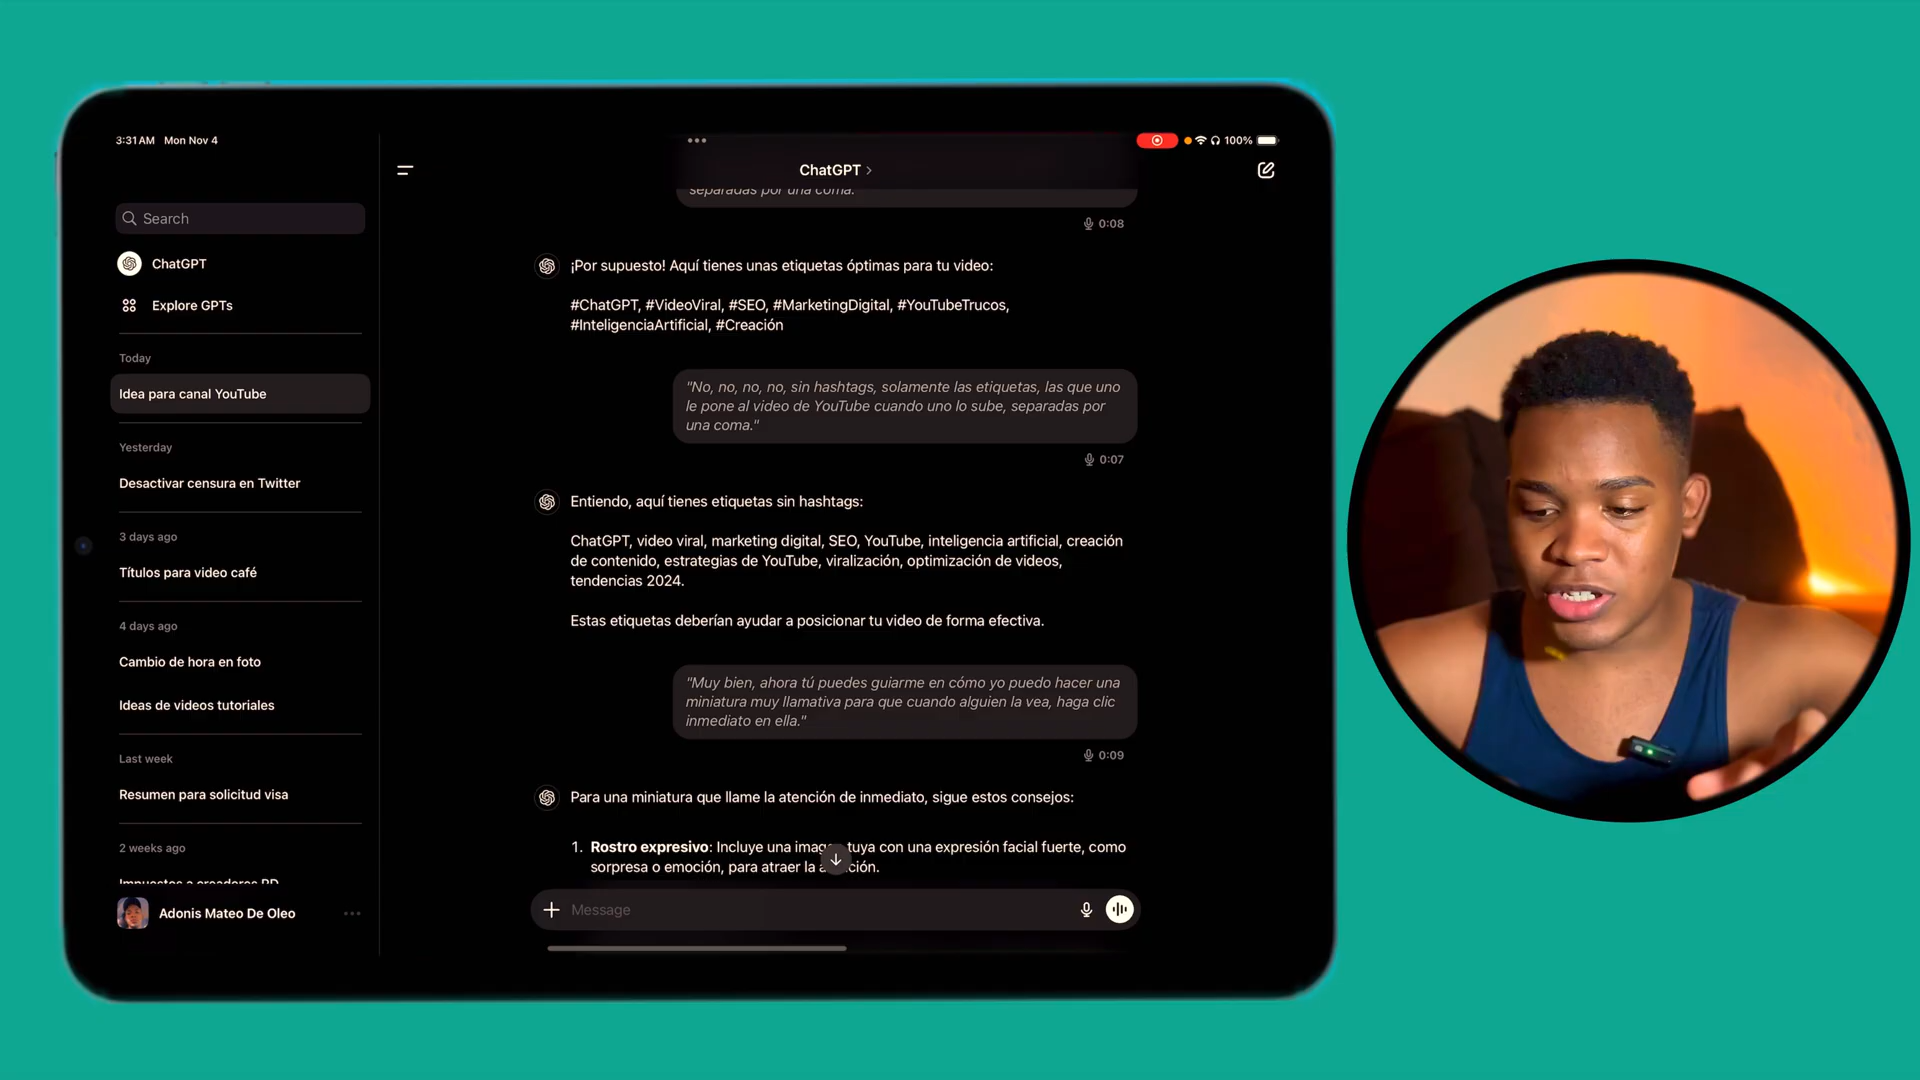 3:31 AM Mon Nov 4
100%
ChatGPT >
Search
ChatGPT
Explore GPTs
Today
Idea para canal YouTube
Yesterday
Desactivar censura en Twitter
3 days ago
Títulos para video café
4 days ago
Cambio de hora en foto
Ideas de videos tutoriales
Last week
Resumen para solicitud visa
2 weeks ago
Impuestos a creadores RD
Adonis Mateo De Oleo
separadas por una coma.
0:08
¡Por supuesto! Aquí tienes unas etiquetas óptimas para tu video:
#ChatGPT, #VideoViral, #SEO, #MarketingDigital, #YouTubeTrucos,
#InteligenciaArtificial, #Creación
"No, no, no, no, sin hashtags, solamente las etiquetas, las que uno
le pone al video de YouTube cuando uno lo sube, separadas por
una coma."
0:07
Entiendo, aquí tienes etiquetas sin hashtags:
ChatGPT, video viral, marketing digital, SEO, YouTube, inteligencia artificial, creación
de contenido, estrategias de YouTube, viralización, optimización de videos,
tendencias 2024.
Estas etiquetas deberían ayudar a posicionar tu video de forma efectiva.
"Muy bien, ahora tú puedes guiarme en cómo yo puedo hacer una
miniatura muy llamativa para que cuando alguien la vea, haga clic
inmediato en ella."
0:09
Para una miniatura que llame la atención de inmediato, sigue estos consejos:
1. Rostro expresivo: Incluye una imagen tuya con una expresión facial fuerte, como
sorpresa o emoción, para atraer la atención.
Message